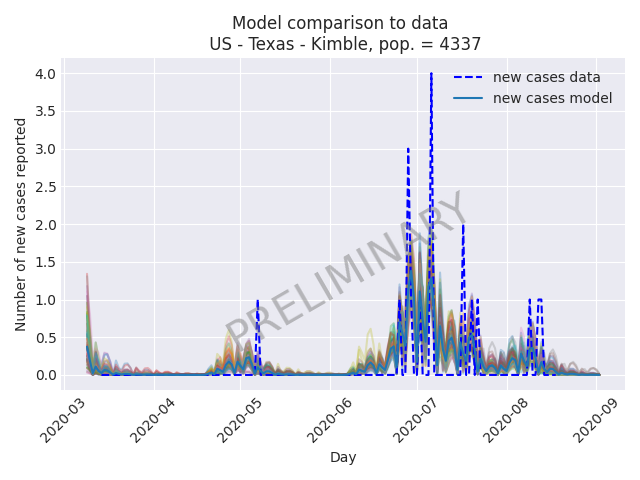 Model comparison to data
US - Texas - Kimble, pop. = 4337
new cases data
new cases model
Number of new cases reported
4.0
3.5
3.0
2.5
2.0
1.5
1.0
0.5
0.0
PRELIMINARY
2020-03
2020-04
2020-05
2020-06
2020-07
2020-08
2020-09
Day